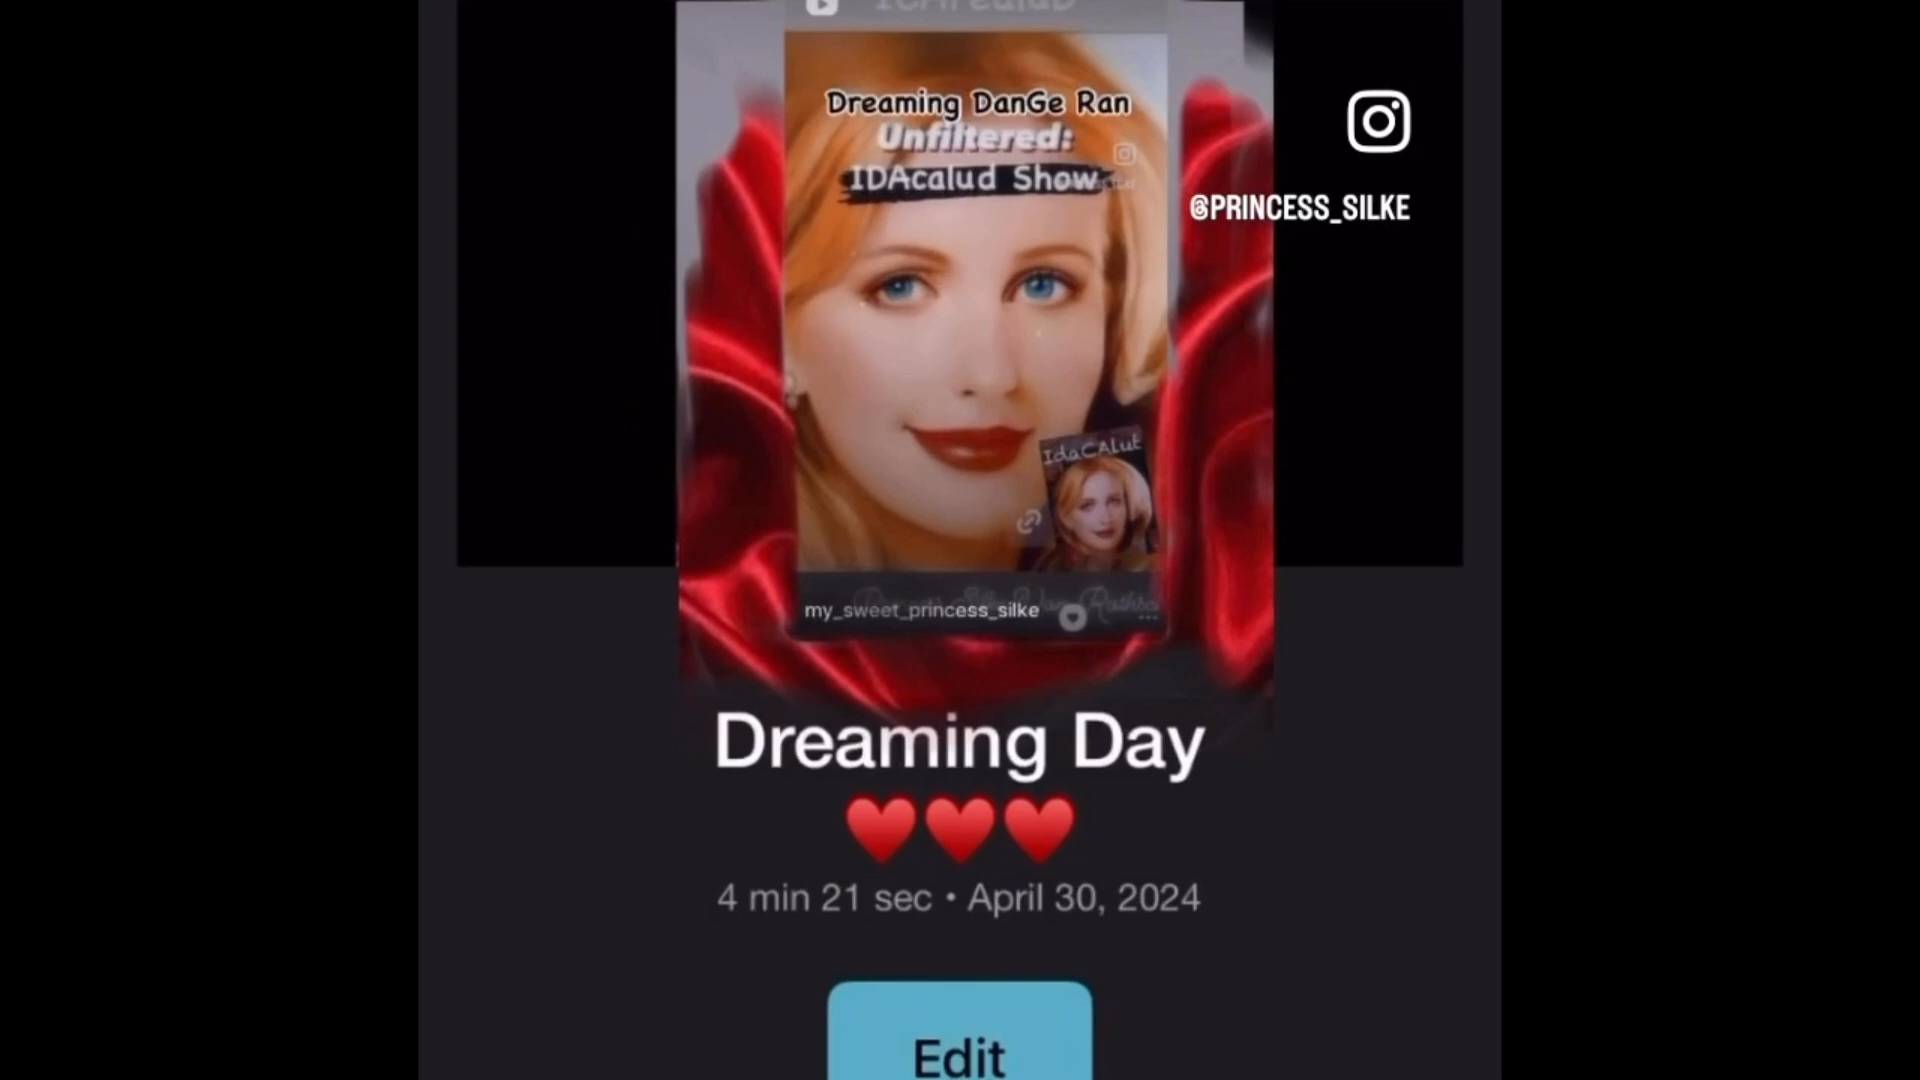 Dreaming DanGe Ran
Unfiltered:
IDAcalud Show
@PRINCESS_SILKE
IdaCALut
my_sweet_princess_silke
Dreaming Day
♥️♥️♥️
4 min 21 sec • April 30, 2024
Edit